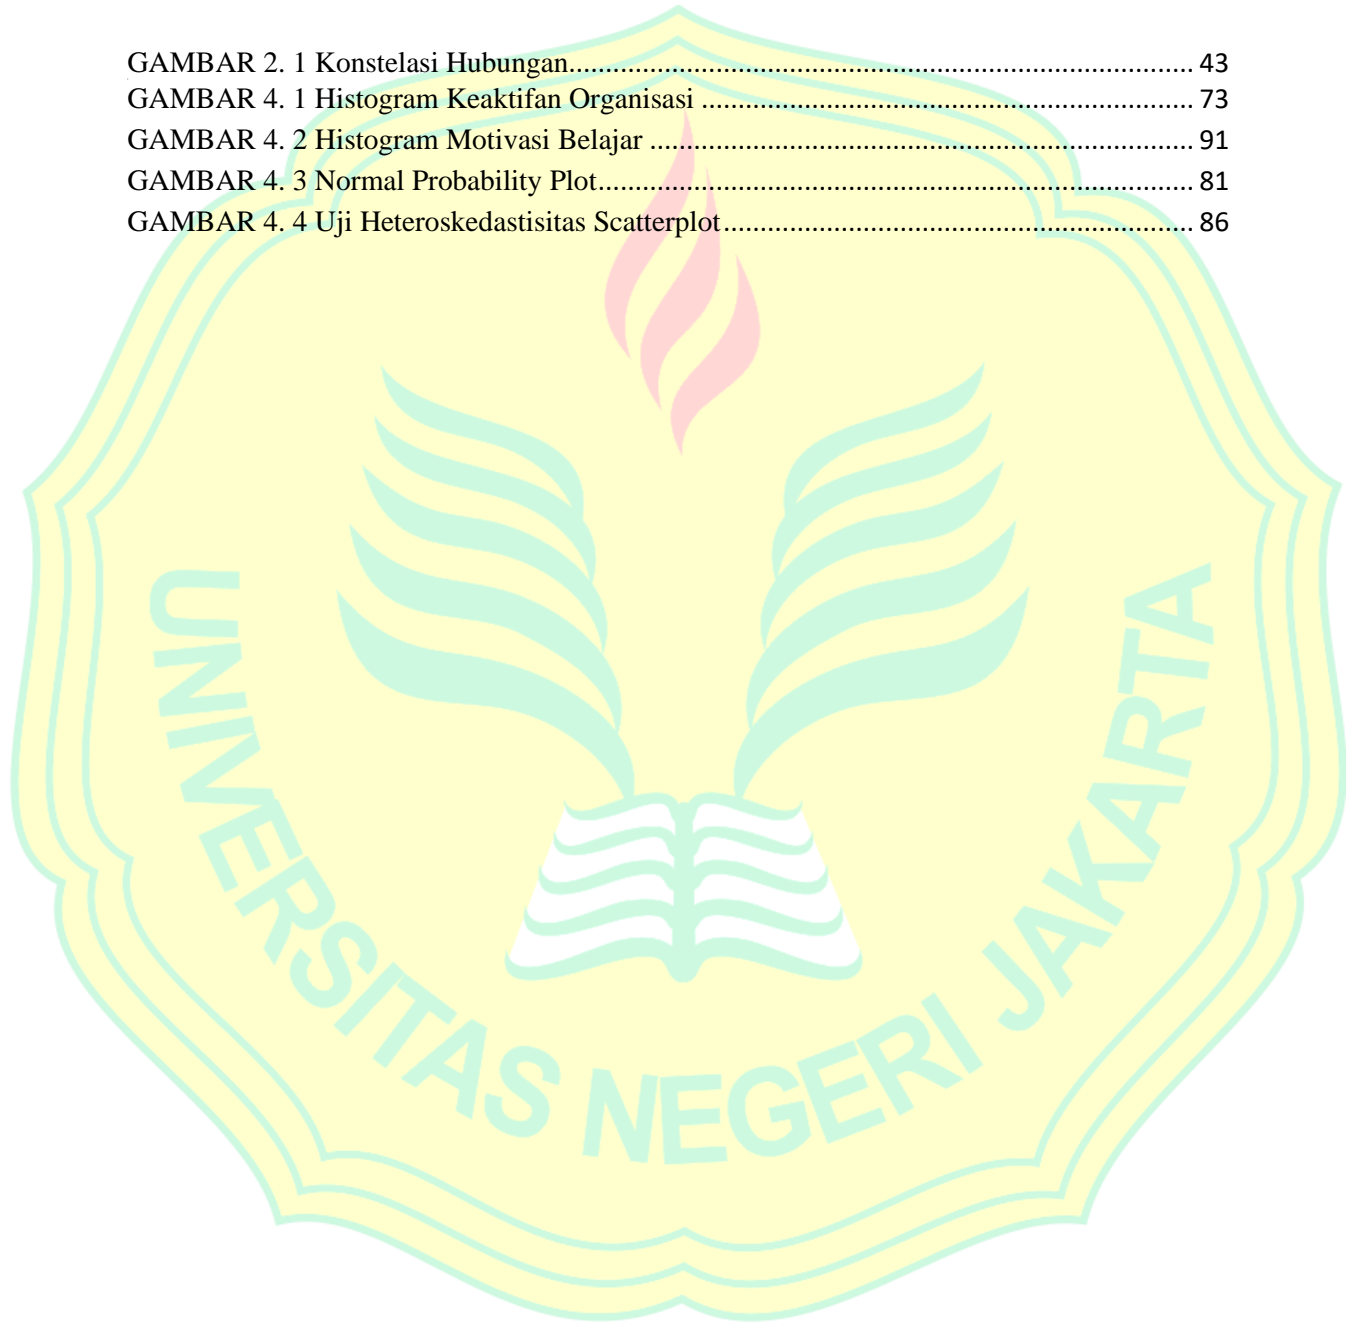 GAMBAR 2. 1 Konstelasi Hubungan........................................................................................ 43
GAMBAR 4. 1 Histogram Keaktifan Organisasi .................................................................... 73
GAMBAR 4. 2 Histogram Motivasi Belajar ........................................................................... 91
GAMBAR 4. 3 Normal Probability Plot.................................................................................. 81
GAMBAR 4. 4 Uji Heteroskedastisitas Scatterplot................................................................. 86
UNIVERSITAS NEGERI JAKARTA